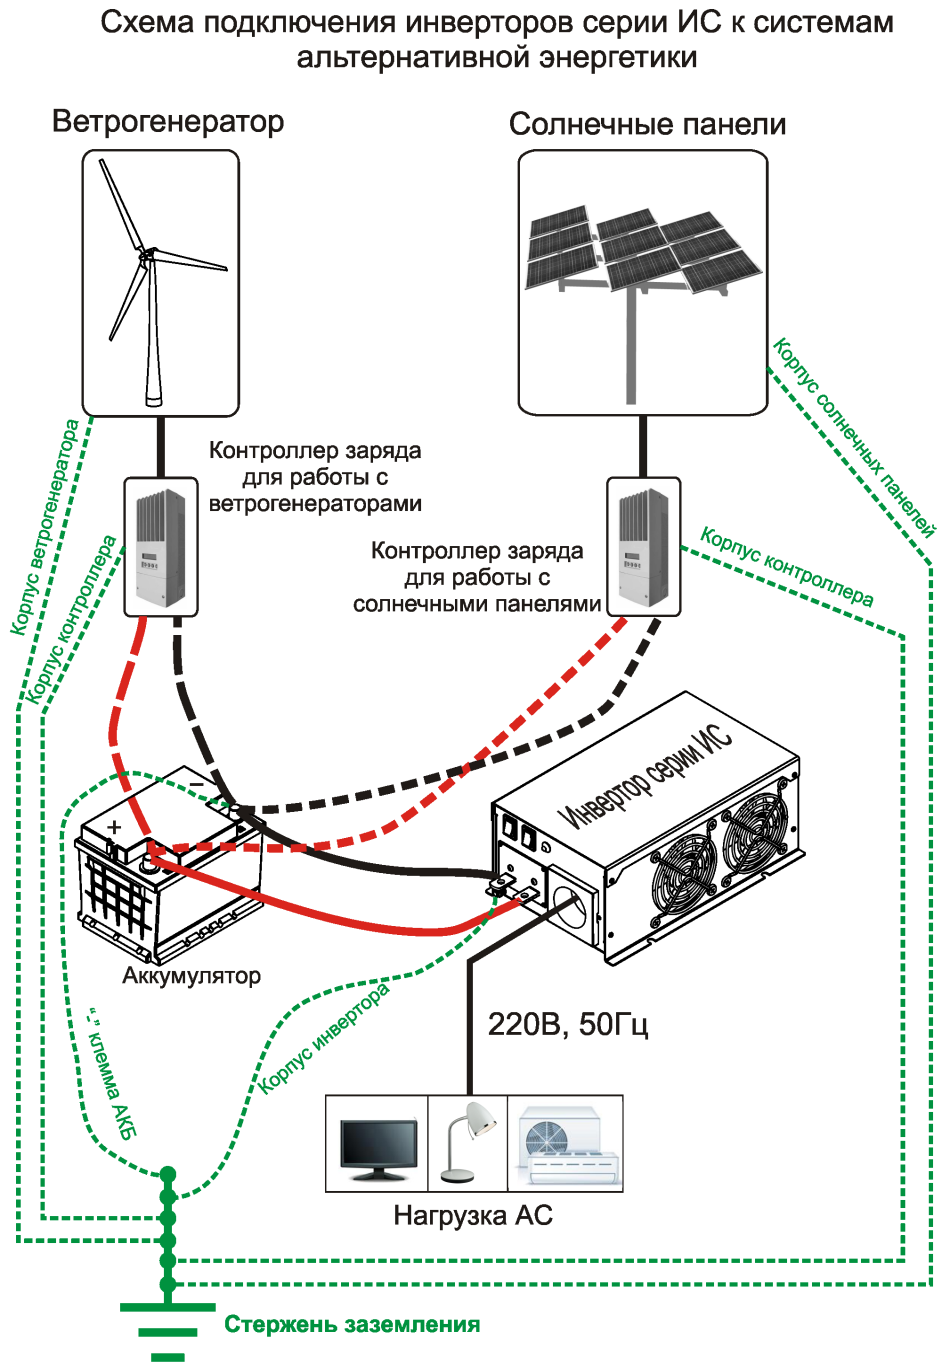 Схема подключения инверторов серии ИС к системам
альтернативной энергетики
Ветрогенератор
Солнечные панели
Контроллер заряда
для работы с
ветрогенераторами
Контроллер заряда
для работы с
солнечными панелями
Корпус ветрогенератора
Корпус контроллера
Корпус солнечных панелей
Корпус контроллера
Инвертор серии ИС
+
−
Аккумулятор
"-" клемма АКБ
Корпус инвертора
220В, 50Гц
Нагрузка АС
Стержень заземления